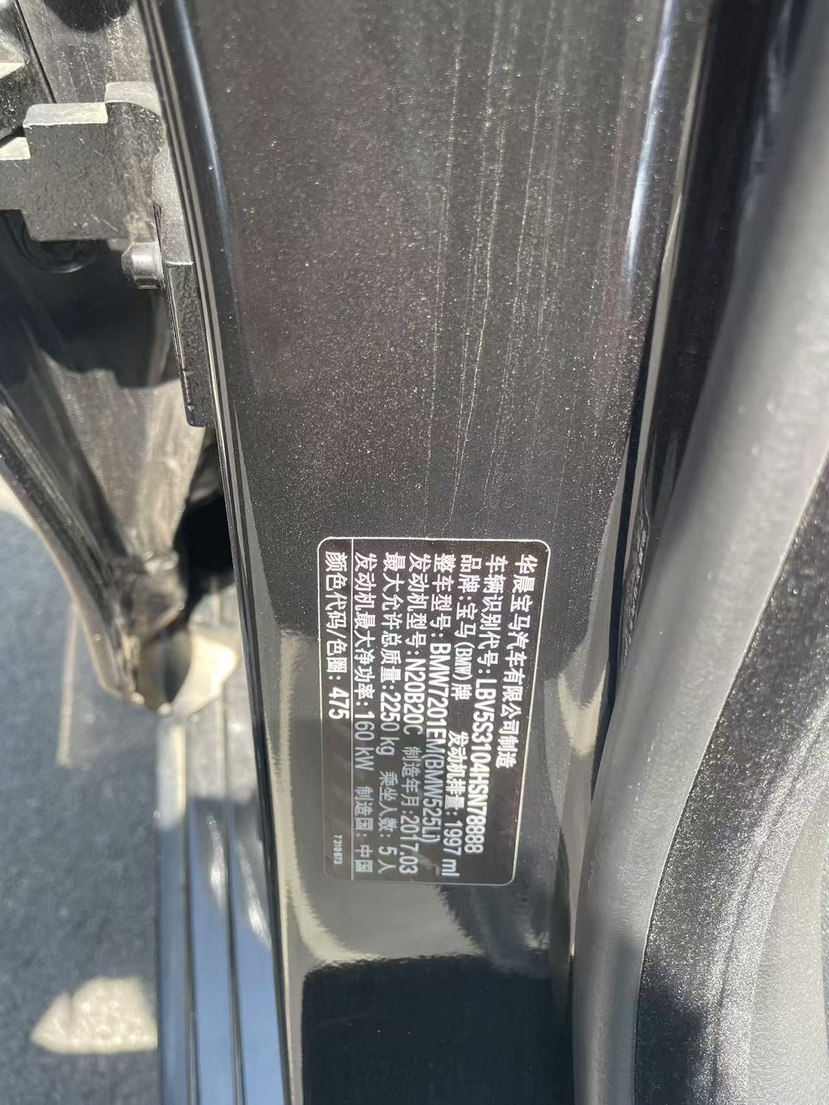 华晨宝马汽车有限公司制造
车辆识别代号:LBV5S3104HSN78888
品牌:宝马(BMW)牌 发动机排量:1997 ml
整车型号:BMW7201EM(BMW525Li)
发动机型号:N20B20C 制造年月:2017.03
最大允许总质量:2250 kg 乘坐人数:5人
发动机最大净功率:160 kW 制造国:中国
颜色代码/色圈:475
7310673